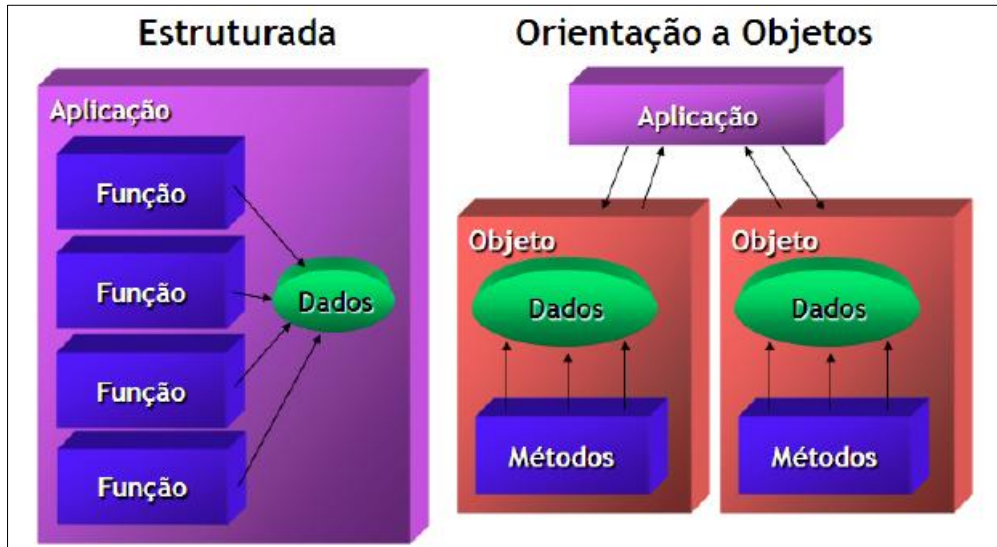 Estruturada
Aplicação
Função
Função
Função
Função
Dados
Orientação a Objetos
Aplicação
Objeto
Dados
Métodos
Objeto
Dados
Métodos